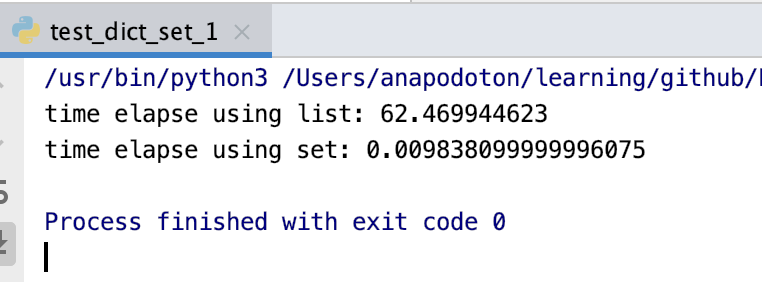 test_dict_set_1
/usr/bin/python3 /Users/anapodoton/learning/github/
time elapse using list: 62.469944623
time elapse using set: 0.009838099999996075
Process finished with exit code 0